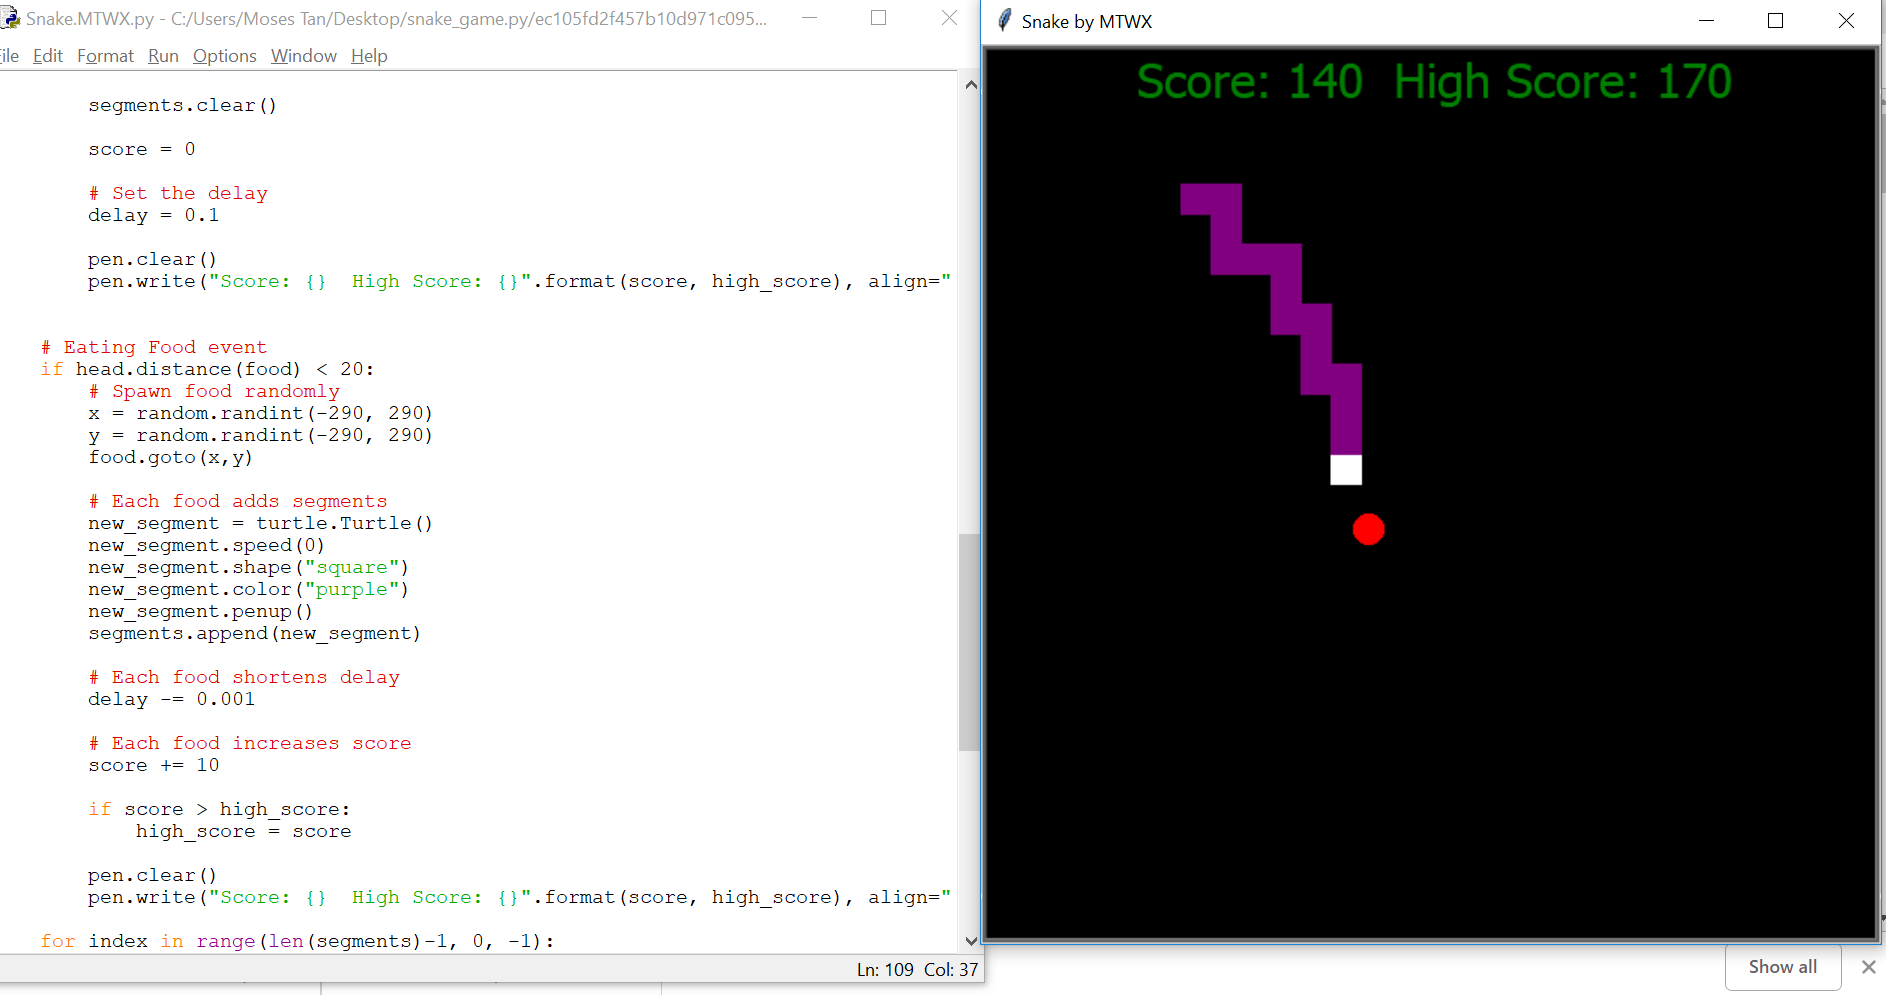 Snake.MTWX.py - C:/Users/Moses Tan/Desktop/snake_game.py/ec105fd2f457b10d971c095...
ile Edit Format Run Options Window Help
segments.clear()
score = 0
# Set the delay
delay = 0.1
pen.clear()
pen.write("Score: {}  High Score: {}".format(score, high_score), align="
# Eating Food event
if head.distance(food) < 20:
# Spawn food randomly
x = random.randint(-290, 290)
y = random.randint(-290, 290)
food.goto(x,y)
# Each food adds segments
new_segment = turtle.Turtle()
new_segment.speed(0)
new_segment.shape("square")
new_segment.color("purple")
new_segment.penup()
segments.append(new_segment)
# Each food shortens delay
delay -= 0.001
# Each food increases score
score += 10
if score > high_score:
high_score = score
pen.clear()
pen.write("Score: {}  High Score: {}".format(score, high_score), align="
for index in range(len(segments)-1, 0, -1):
Ln: 109 Col: 37
Snake by MTWX
Score: 140  High Score: 170
Show all